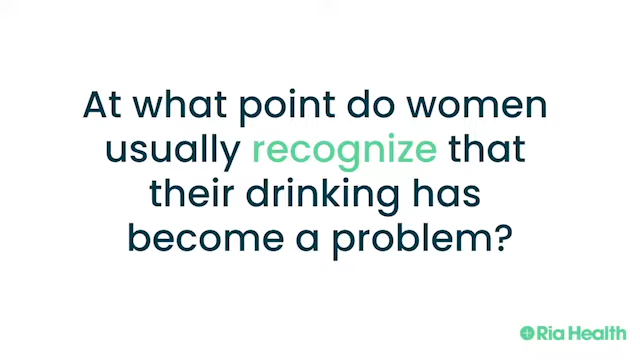 At what point do women
usually recognize that
their drinking has
become a problem?
Ria Health